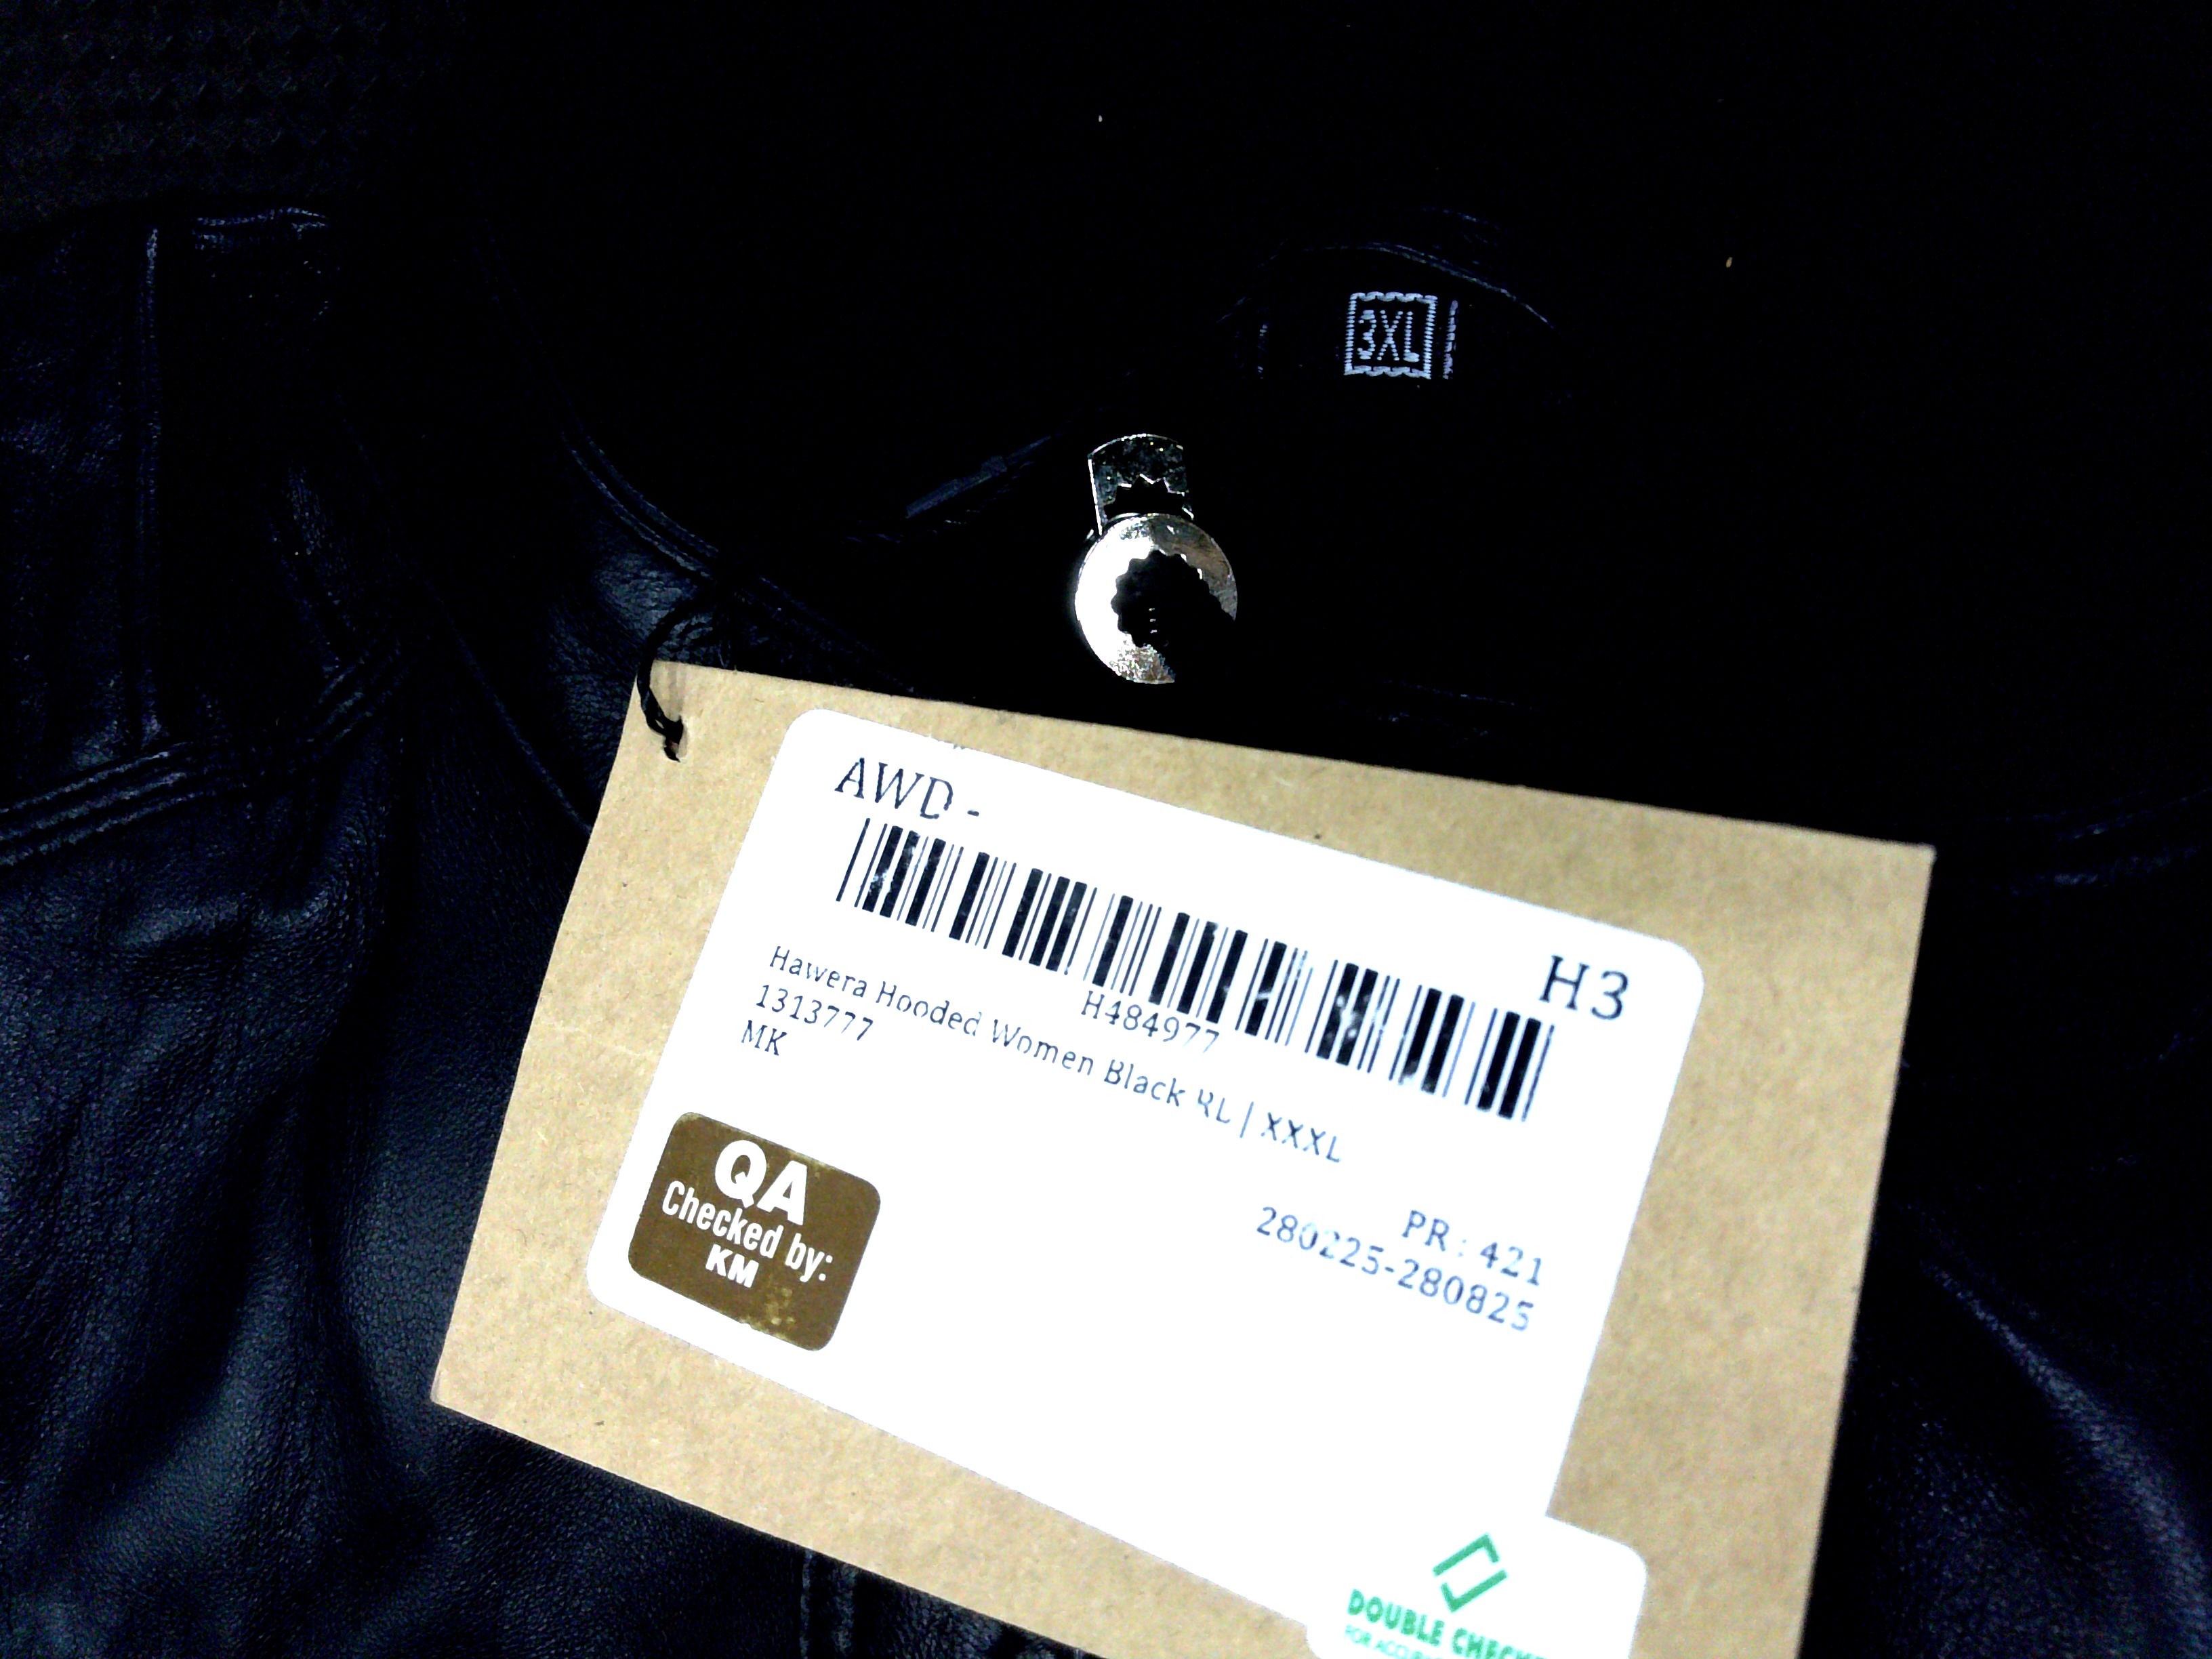 3XL
AWD -
H3
H484977
Hawera Hooded Women Black RL | XXXL
1313777
MK
QA
Checked by:
KM
PR : 421
280225-280825
DOUBLE CHECK